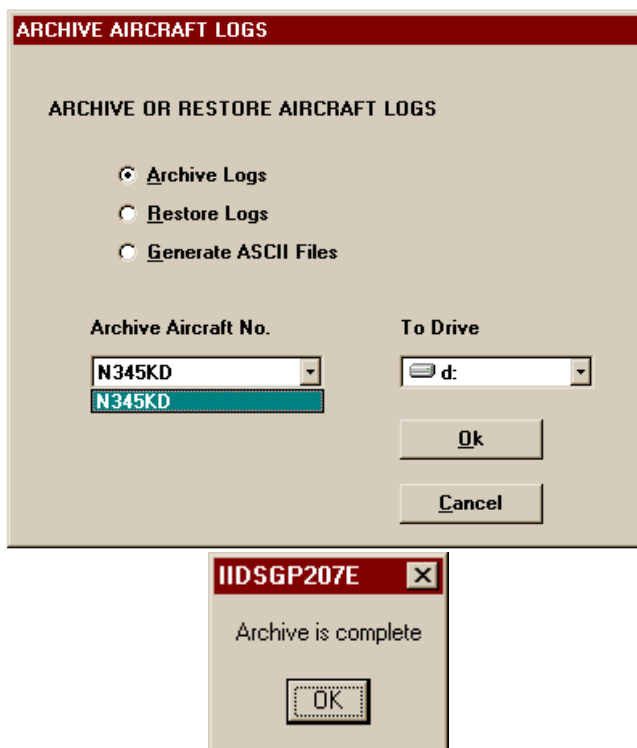 ARCHIVE AIRCRAFT LOGS
ARCHIVE OR RESTORE AIRCRAFT LOGS
Archive Logs
Restore Logs
Generate ASCII Files
Archive Aircraft No. To Drive
N345KD d:
N345KD
Ok
Cancel
IIDSGP207E
Archive is complete
OK